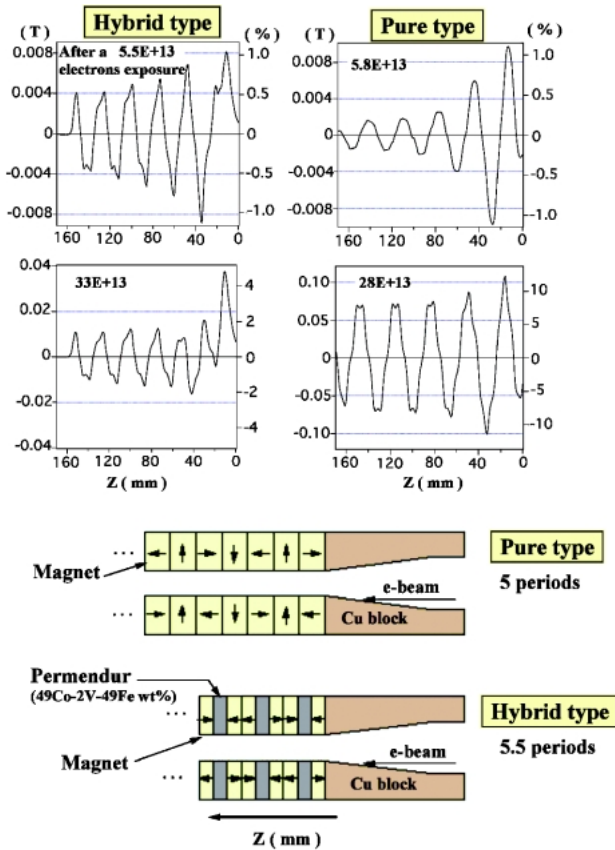 Hybrid type
Pure type
( T )
( % )
( T )
( % )
After a 5.5E+13
electrons exposure
0.008
0.004
0
-0.004
-0.008
1.0
0.5
0
-0.5
-1.0
160 120 80 40 0
5.8E+13
0.008
0.004
0
-0.004
-0.008
1.0
0.5
0
-0.5
-1.0
160 120 80 40 0
33E+13
0.04
0.02
0
-0.02
-0.04
4
2
0
-2
-4
160 120 80 40 0
Z ( mm )
28E+13
0.10
0.05
0
-0.05
-0.10
10
5
0
-5
-10
160 120 80 40 0
Z ( mm )
...
Magnet
Pure type
5 periods
e-beam
...
Cu block
Permendur
(49Co-2V-49Fe wt%)
...
Hybrid type
5.5 periods
Magnet
e-beam
...
Cu block
Z ( mm )